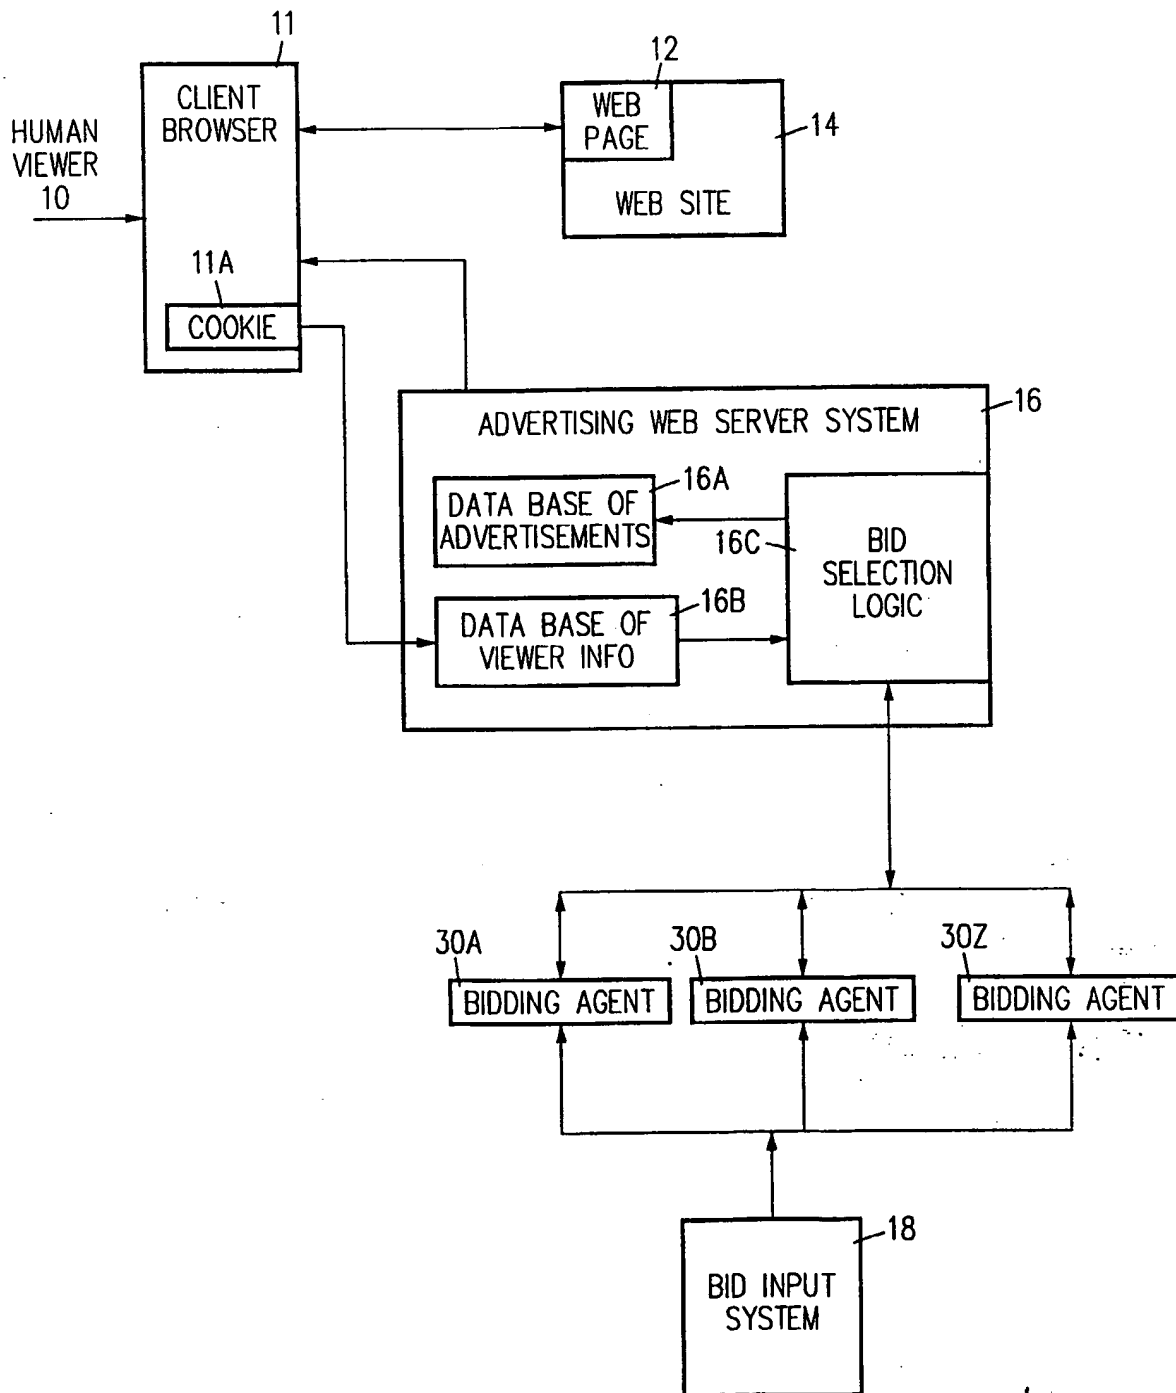 11
CLIENT
BROWSER
HUMAN
VIEWER
10
11A
COOKIE
12
WEB
PAGE
14
WEB SITE
16
ADVERTISING WEB SERVER SYSTEM
16A
DATA BASE OF
ADVERTISEMENTS
16C
BID
SELECTION
LOGIC
16B
DATA BASE OF
VIEWER INFO
30A
BIDDING AGENT
30B
BIDDING AGENT
30Z
BIDDING AGENT
18
BID INPUT
SYSTEM